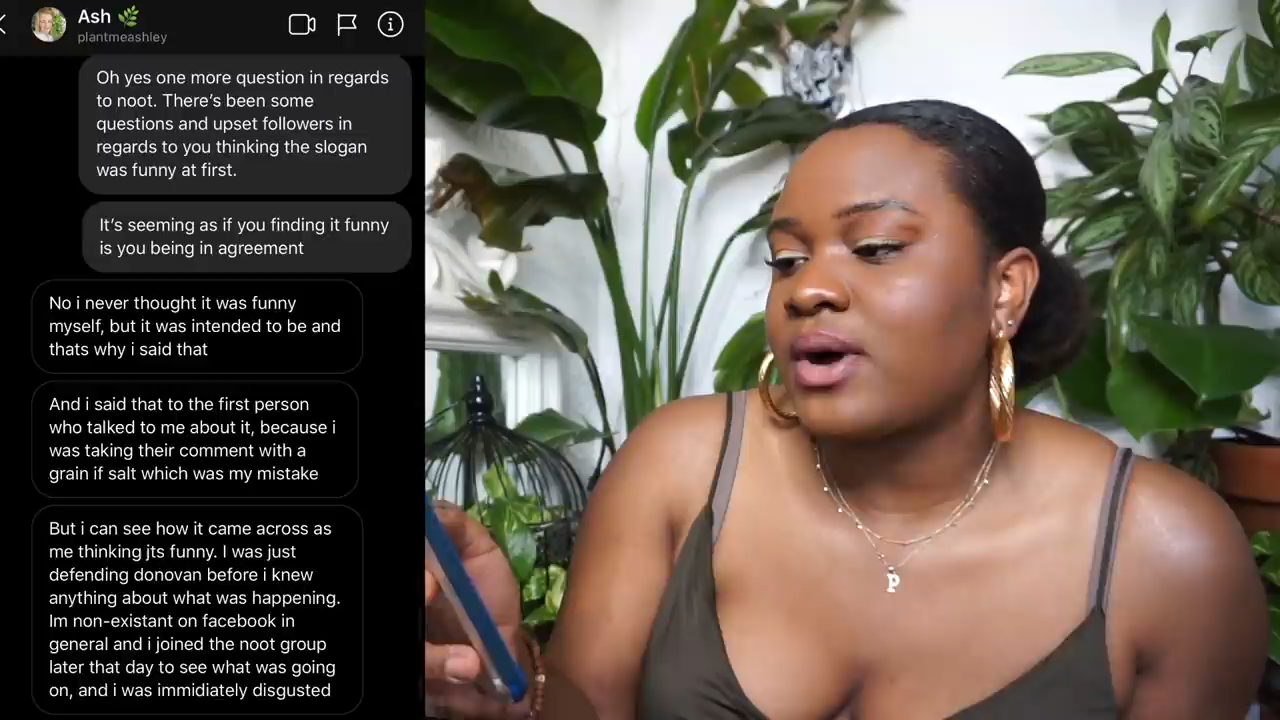 Ash 🌿
plantmeashley
Oh yes one more question in regards
to noot. There's been some
questions and upset followers in
regards to you thinking the slogan
was funny at first.
It's seeming as if you finding it funny
is you being in agreement
No i never thought it was funny
myself, but it was intended to be and
thats why i said that
And i said that to the first person
who talked to me about it, because i
was taking their comment with a
grain if salt which was my mistake
But i can see how it came across as
me thinking jts funny. I was just
defending donovan before i knew
anything about what was happening.
Im non-existant on facebook in
general and i joined the noot group
later that day to see what was going
on, and i was immidiately disgusted
p